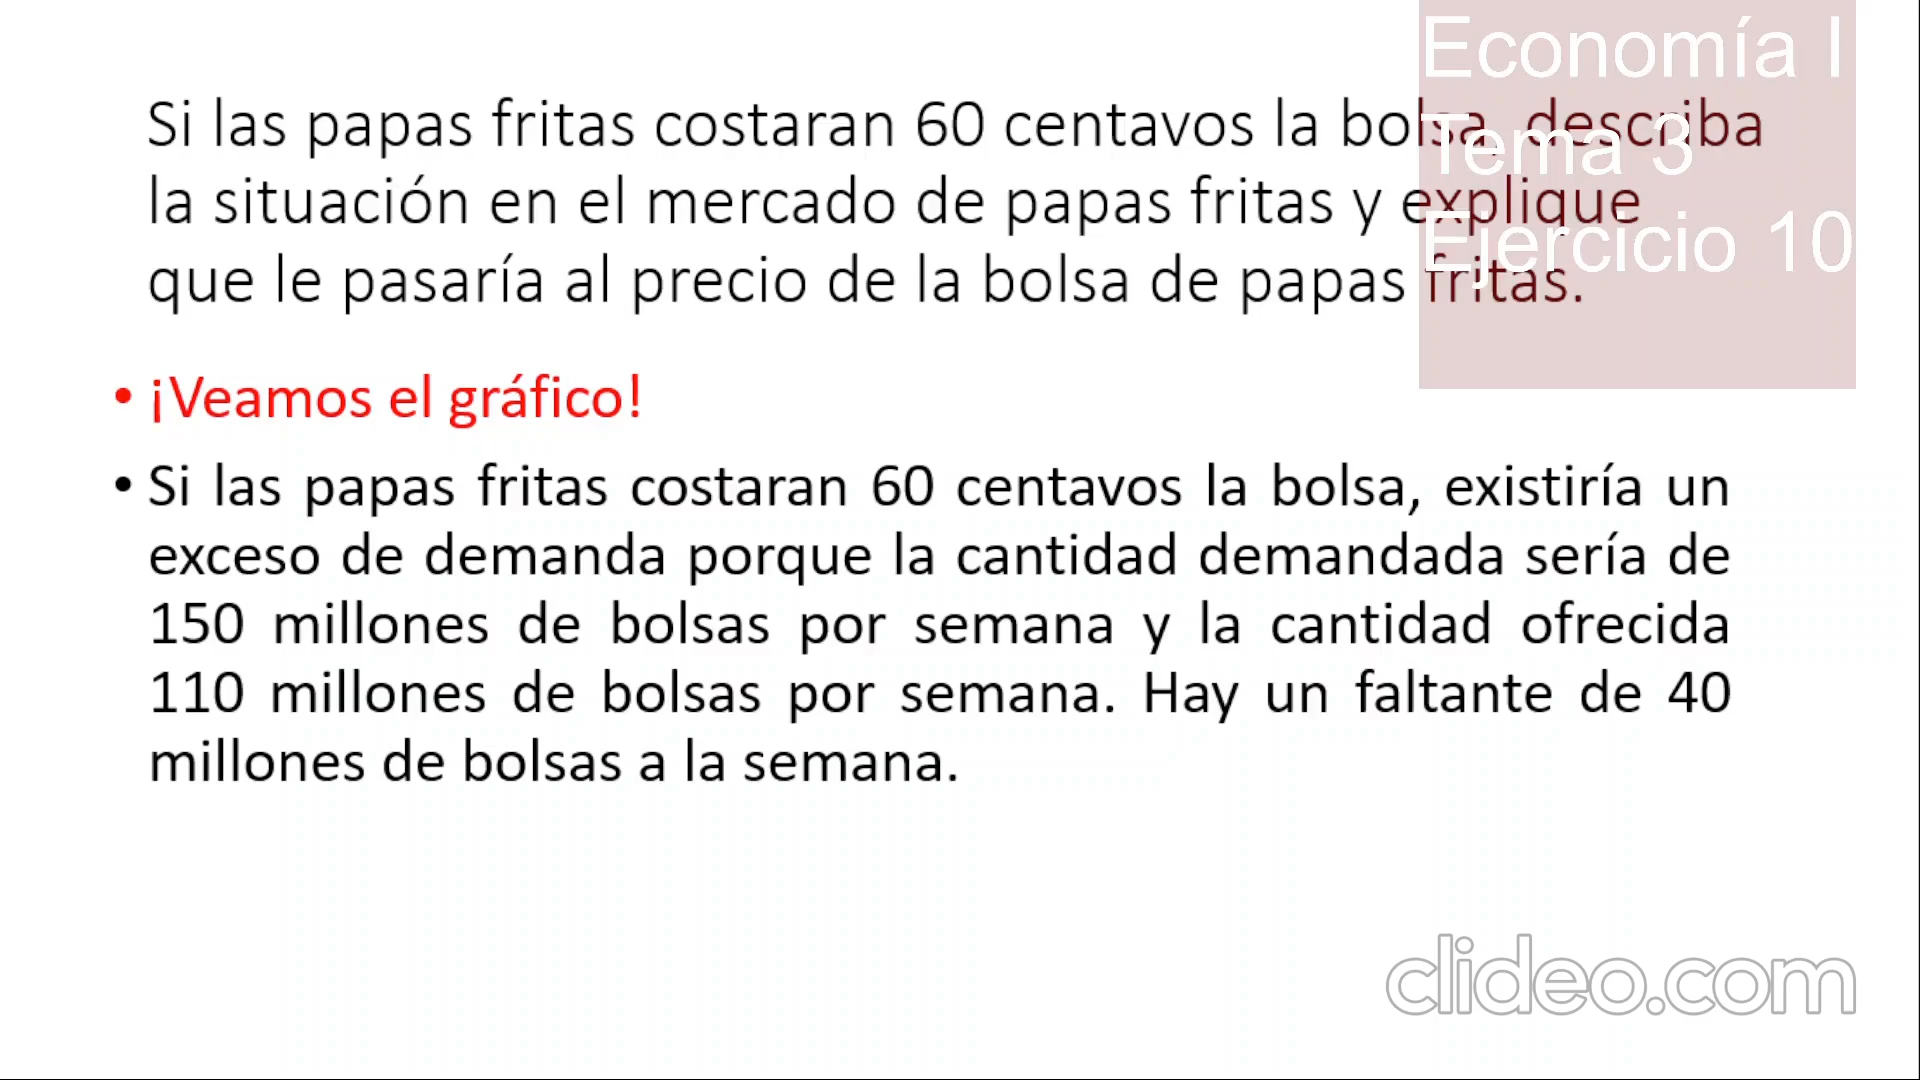 Economía I
Tema 3
Ejercicio 10
Si las papas fritas costaran 60 centavos la bolsa, describa
la situación en el mercado de papas fritas y explique
que le pasaría al precio de la bolsa de papas fritas.
• ¡Veamos el gráfico!
• Si las papas fritas costaran 60 centavos la bolsa, existiría un
exceso de demanda porque la cantidad demandada sería de
150 millones de bolsas por semana y la cantidad ofrecida
110 millones de bolsas por semana. Hay un faltante de 40
millones de bolsas a la semana.
clideo.com